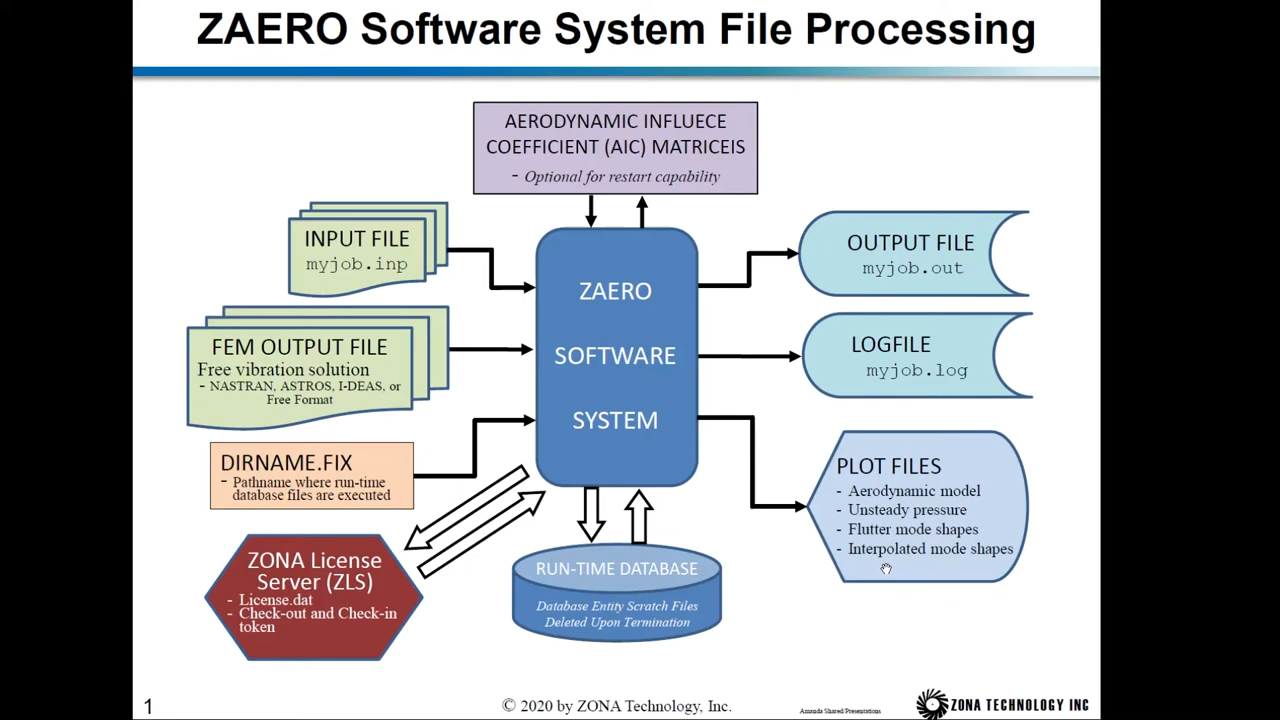 ZAERO Software System File Processing
AERODYNAMIC INFLUECE
COEFFICIENT (AIC) MATRICEIS
- Optional for restart capability
INPUT FILE
myjob.inp
FEM OUTPUT FILE
Free vibration solution
- NASTRAN, ASTROS, I-DEAS, or
Free Format
DIRNAME.FIX
- Pathname where run-time
database files are executed
ZONA License
Server (ZLS)
- License.dat
- Check-out and Check-in
token
ZAERO
SOFTWARE
SYSTEM
RUN-TIME DATABASE
Database Entity Scratch Files
Deleted Upon Termination
OUTPUT FILE
myjob.out
LOGFILE
myjob.log
PLOT FILES
- Aerodynamic model
- Unsteady pressure
- Flutter mode shapes
- Interpolated mode shapes
1
© 2020 by ZONA Technology, Inc.
Amanda Shared/Presentations
ZONA TECHNOLOGY INC